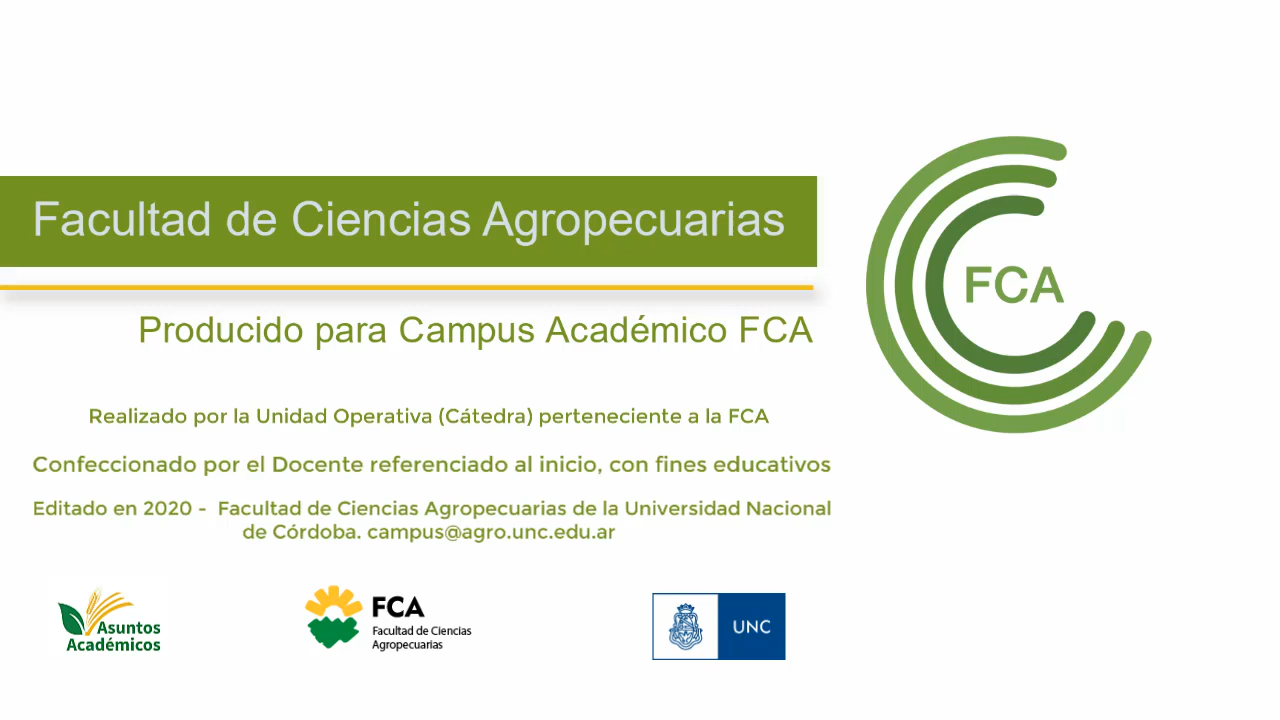 Facultad de Ciencias Agropecuarias
FCA
Producido para Campus Académico FCA
Realizado por la Unidad Operativa (Cátedra) perteneciente a la FCA
Confeccionado por el Docente referenciado al inicio, con fines educativos
Editado en 2020 - Facultad de Ciencias Agropecuarias de la Universidad Nacional
de Córdoba. campus@agro.unc.edu.ar
Asuntos
Académicos
FCA
Facultad de Ciencias
Agropecuarias
UNC